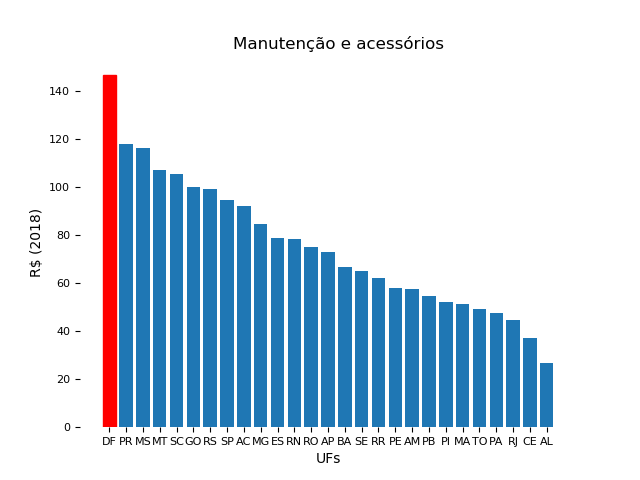 Manutenção e acessórios
R$ (2018)
140
120
100
80
60
40
20
0
DF PR MS MT SC GO RS SP AC MG ES RN RO AP BA SE RR PE AM PB PI MA TO PA RJ CE AL
UFs